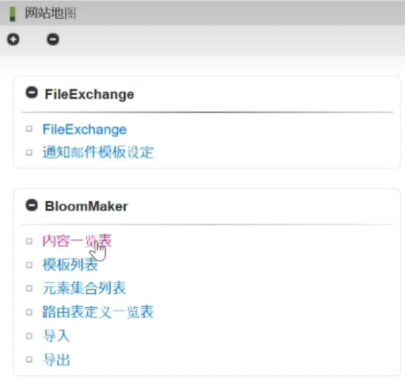 网站地图
FileExchange
FileExchange
通知邮件模板设定
BloomMaker
内容一览表
模板列表
元素集合列表
路由表定义一览表
导入
导出